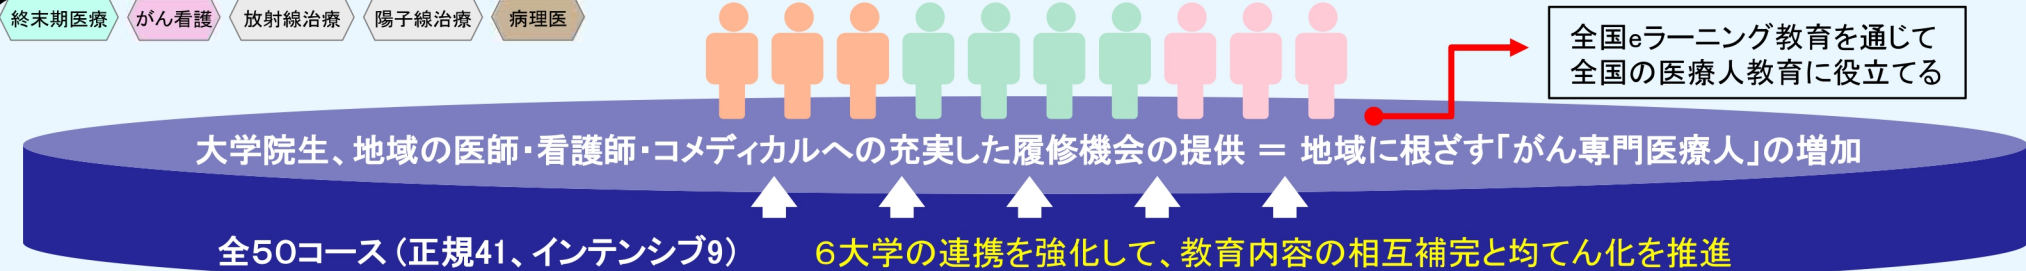 終末期医療
がん看護
放射線治療
陽子線治療
病理医
全国eラーニング教育を通じて
全国の医療人教育に役立てる
大学院生、地域の医師・看護師・コメディカルへの充実した履修機会の提供 ＝ 地域に根ざす「がん専門医療人」の増加
全５０コース（正規41、インテンシブ9）
６大学の連携を強化して、教育内容の相互補完と均てん化を推進